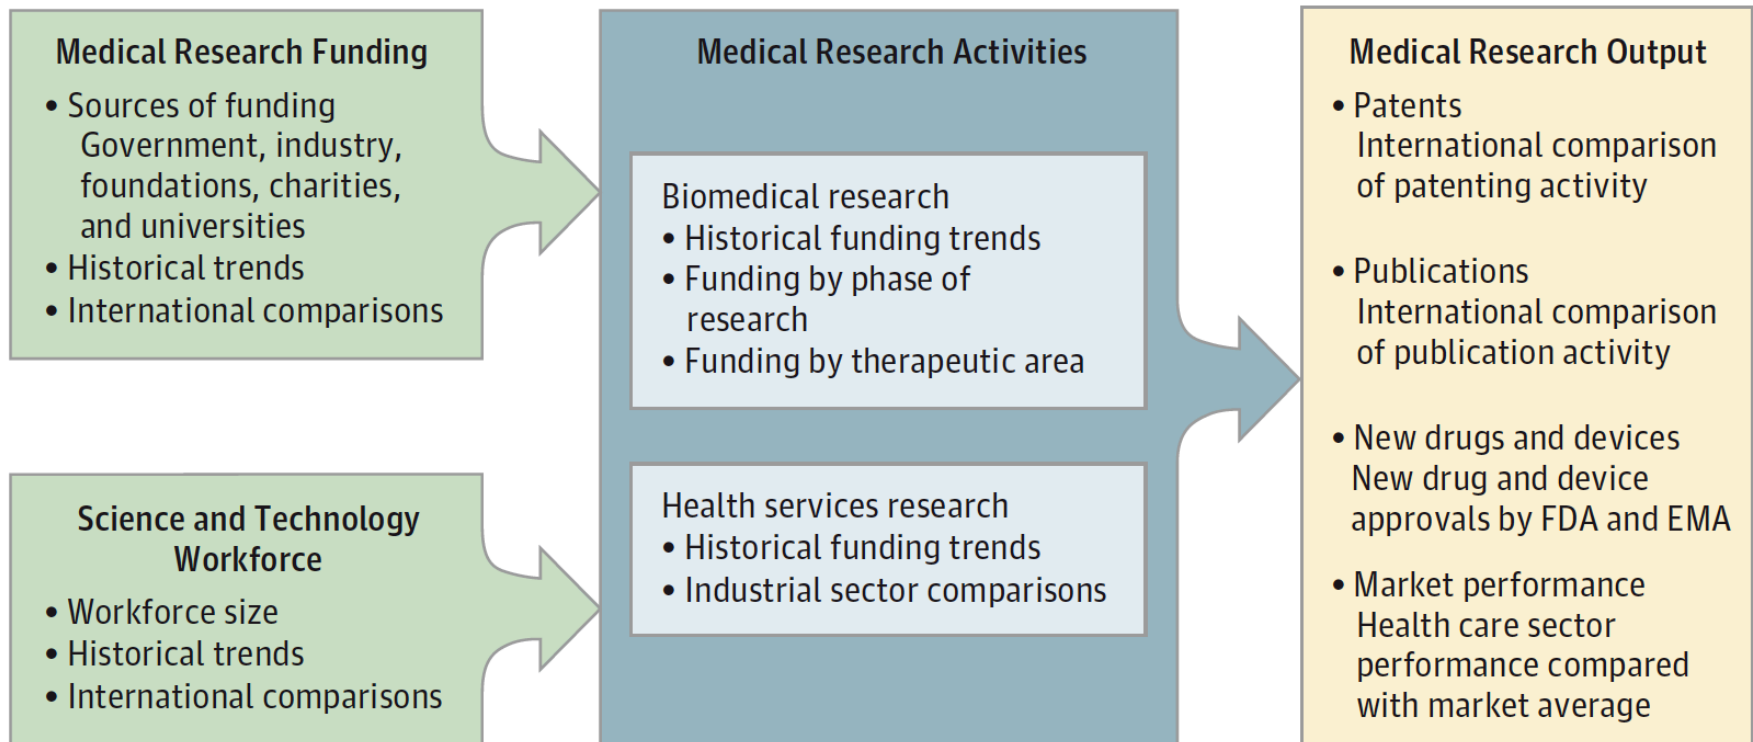 Medical Research Funding
• Sources of funding
Government, industry,
foundations, charities,
and universities
• Historical trends
• International comparisons
Science and Technology
Workforce
• Workforce size
• Historical trends
• International comparisons
Medical Research Activities
Biomedical research
• Historical funding trends
• Funding by phase of
research
• Funding by therapeutic area
Health services research
• Historical funding trends
• Industrial sector comparisons
Medical Research Output
• Patents
International comparison
of patenting activity
• Publications
International comparison
of publication activity
• New drugs and devices
New drug and device
approvals by FDA and EMA
• Market performance
Health care sector
performance compared
with market average